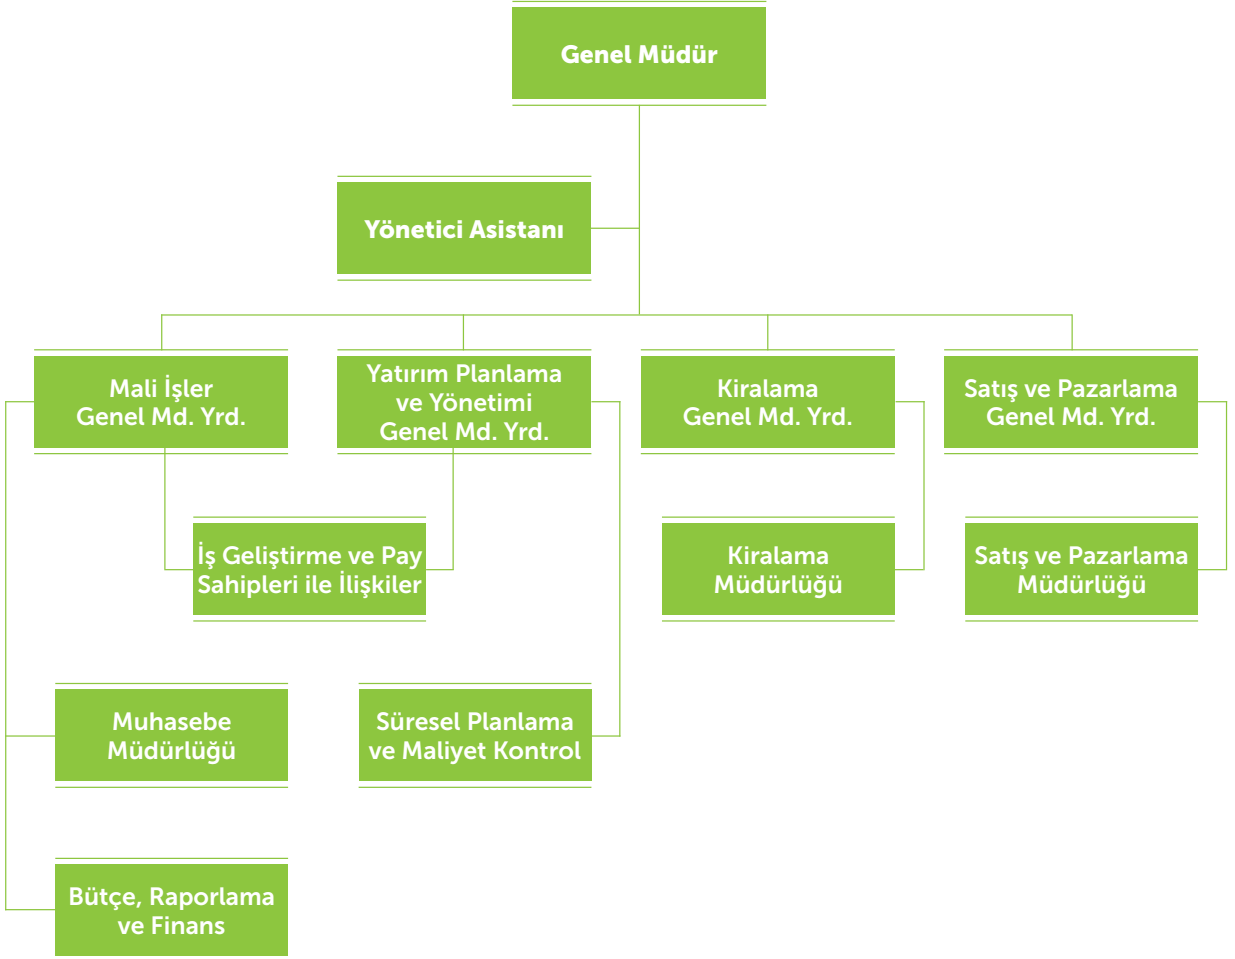 Genel Müdür
Yönetici Asistanı
Mali İşler
Genel Md. Yrd.
Yatırım Planlama
ve Yönetimi
Genel Md. Yrd.
Kiralama
Genel Md. Yrd.
Satış ve Pazarlama
Genel Md. Yrd.
İş Geliştirme ve Pay
Sahipleri ile İlişkiler
Kiralama
Müdürlüğü
Satış ve Pazarlama
Müdürlüğü
Muhasebe
Müdürlüğü
Süresel Planlama
ve Maliyet Kontrol
Bütçe, Raporlama
ve Finans